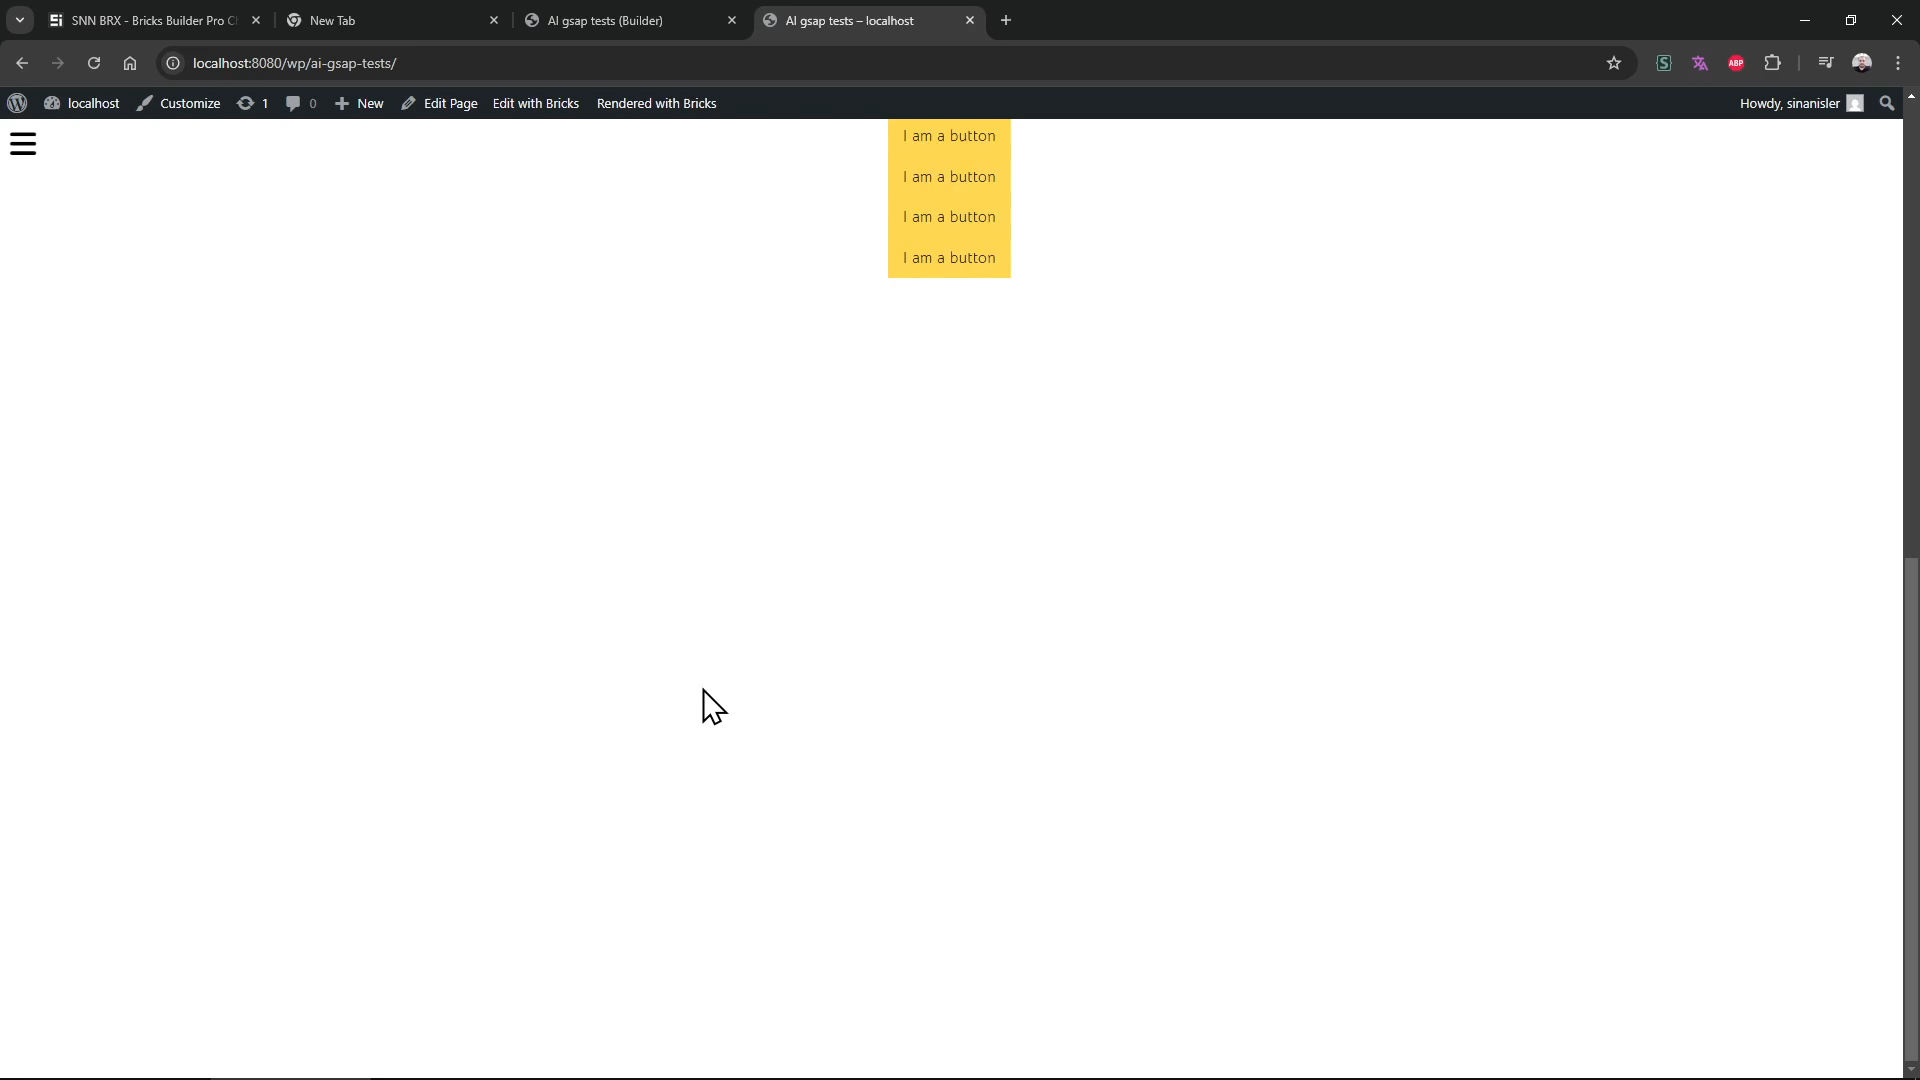 SNN BRX - Bricks Builder Pro C
New Tab
AI gsap tests (Builder)
AI gsap tests – localhost
localhost:8080/wp/ai-gsap-tests/
ABP
localhost
Customize
1
0
New
Edit Page
Edit with Bricks
Rendered with Bricks
Howdy, sinanisler
I am a button
I am a button
I am a button
I am a button